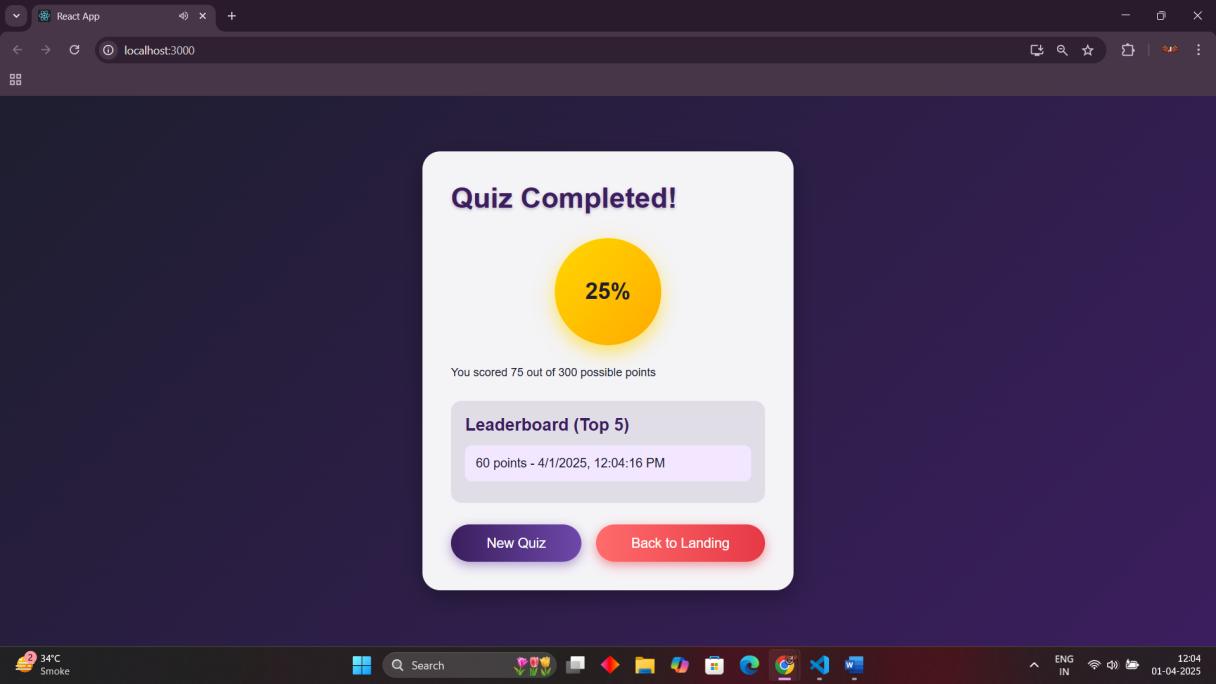 React App
localhost:3000
Quiz Completed!
25%
You scored 75 out of 300 possible points
Leaderboard (Top 5)
60 points - 4/1/2025, 12:04:16 PM
New Quiz
Back to Landing
2
34°C
Smoke
Search
W
ENG
IN
12:04
01-04-2025